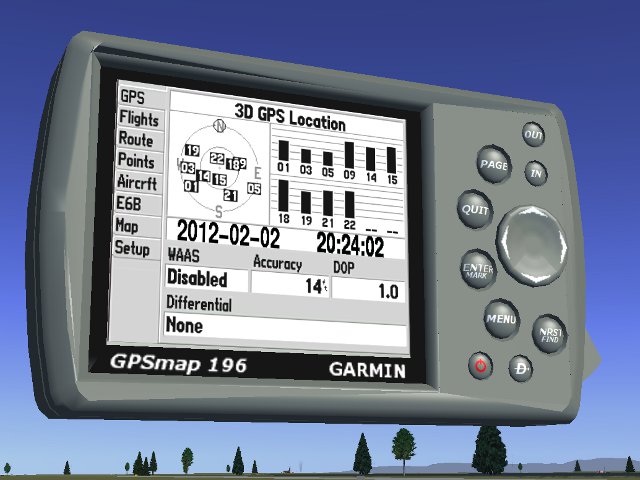 GPS
Flights
Route
Points
Aircrft
E6B
Map
Setup
3D GPS Location
N
E
S
19
22
18
03
14
15
01
21
05
01 03 05 09 14 15
18 19 21 22 -- --
2012-02-02 20:24:02
WAAS Accuracy DOP
Disabled 14 1.0
Differential
None
GPSmap 196 GARMIN
OUT
PAGE
IN
QUIT
ENTER
MARK
MENU
NRST
FIND
D